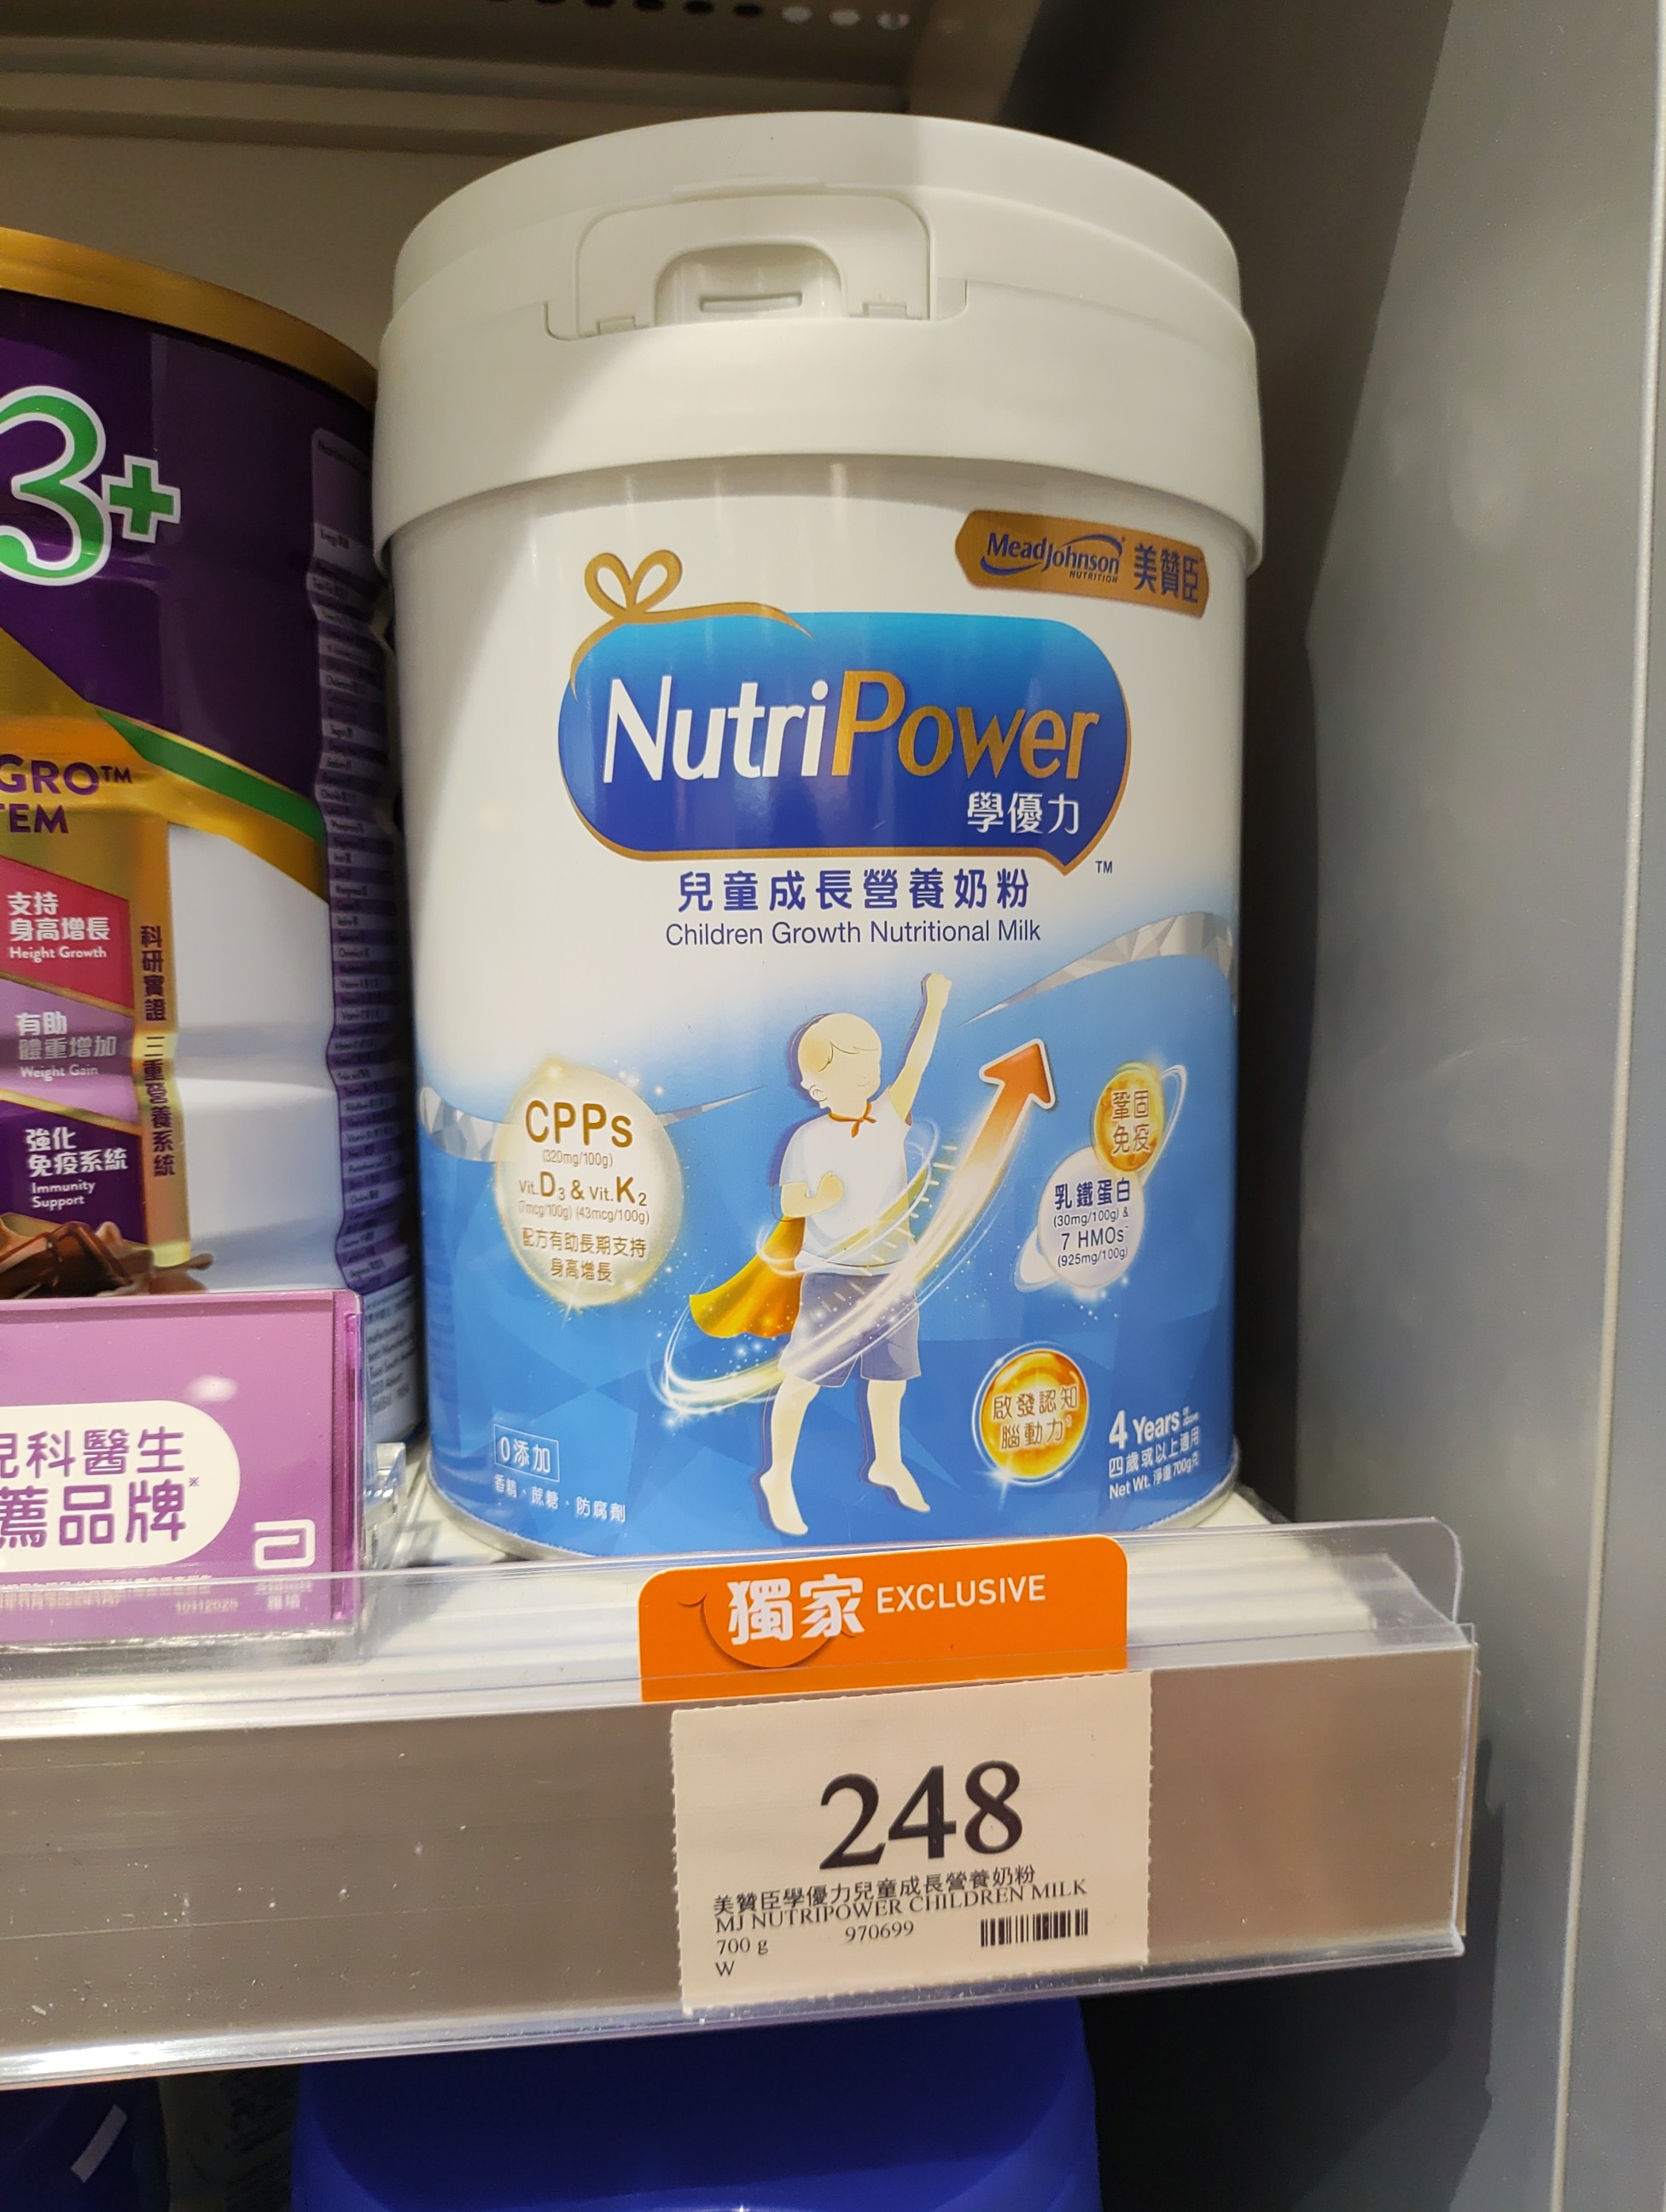 3+
GRO™
TEM
支持
身高增長
Height Growth
有助
體重增加
Weight Gain
強化
免疫系統
Immunity
Support
科研實證 三重營養系統
兒科醫生
薦品牌※
MeadJohnson
NUTRITION
美贊臣
NutriPower
學優力
™
兒童成長營養奶粉
Children Growth Nutritional Milk
CPPs
(320mg/100g)
Vit.D3 & Vit.K2
(7mcg/100g) (43mcg/100g)
配方有助長期支持
身高增長
鞏固
免疫
乳鐵蛋白
(30mg/100g) &
7 HMOs~
(925mg/100g)
啟發認知
腦動力
0添加
香精、蔗糖、防腐劑
4 Years or above
四歲或以上適用
Net Wt. 淨重700g克
獨家 EXCLUSIVE
248
美贊臣學優力兒童成長營養奶粉
MJ NUTRIPOWER CHILDREN MILK
700 g 970699
W